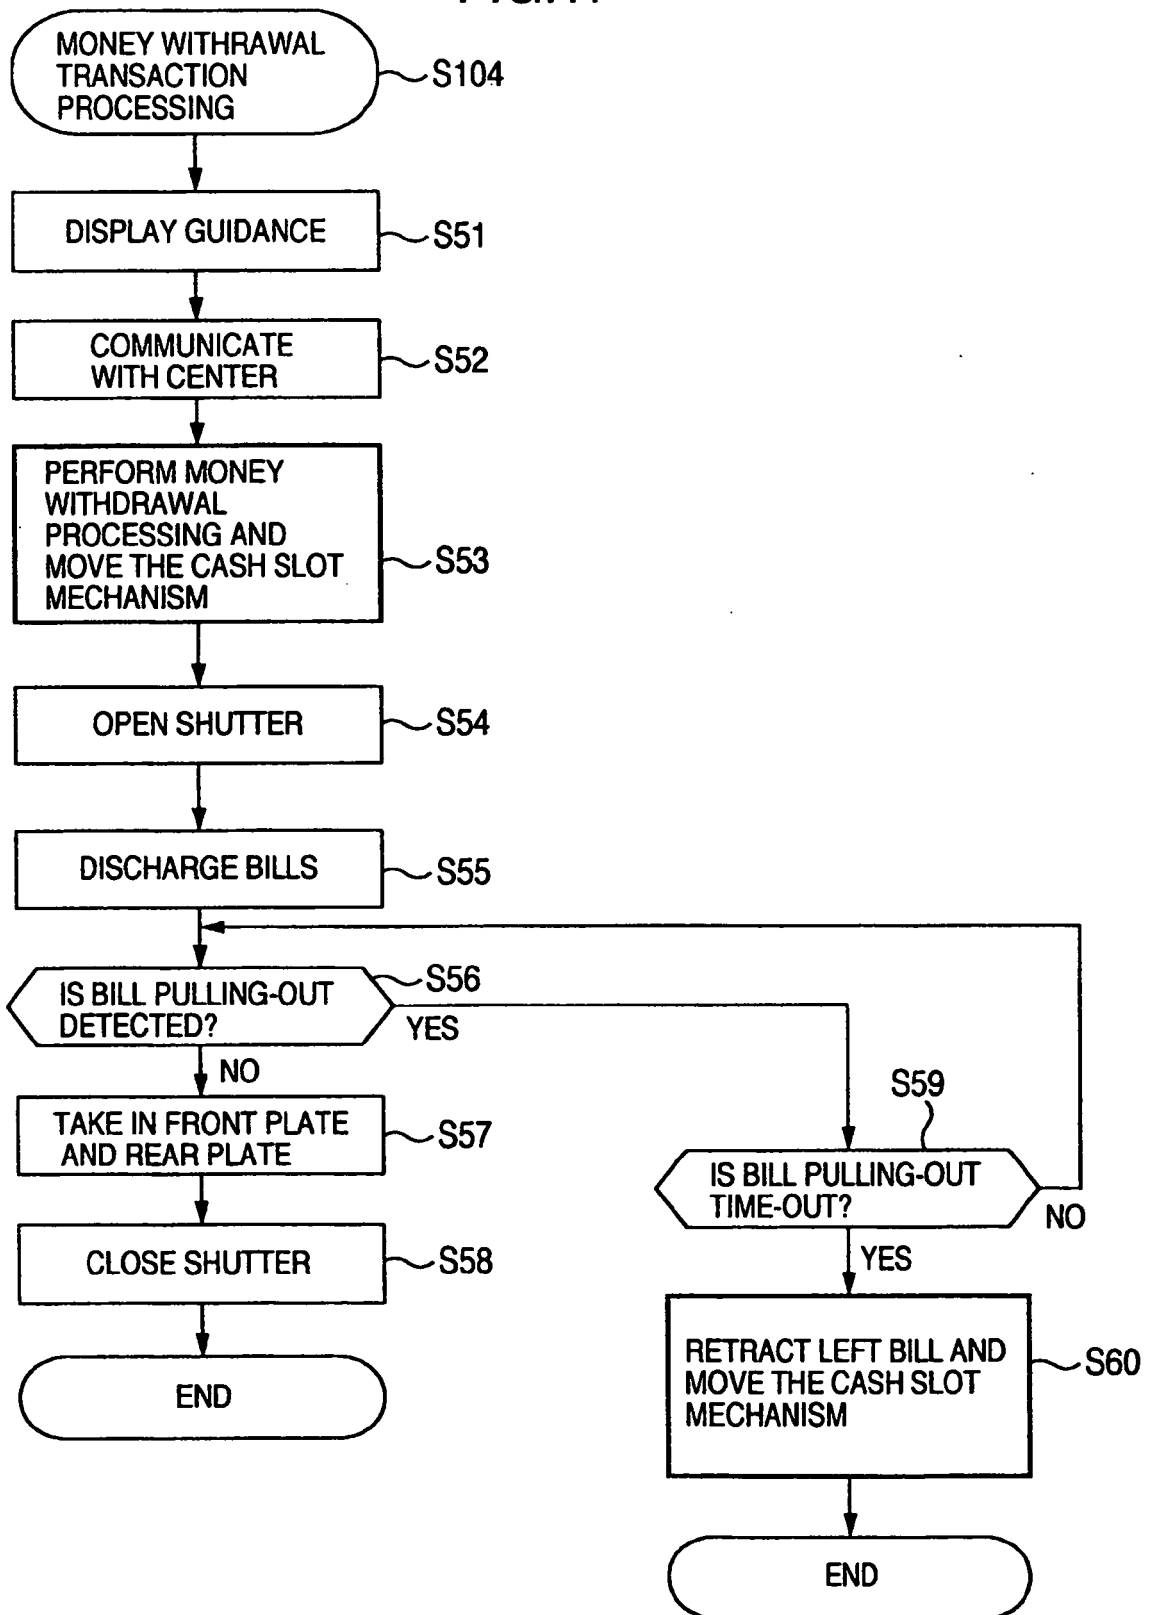 MONEY WITHRAWAL
TRANSACTION
PROCESSING
S104
DISPLAY GUIDANCE
S51
COMMUNICATE
WITH CENTER
S52
PERFORM MONEY
WITHDRAWAL
PROCESSING AND
MOVE THE CASH SLOT
MECHANISM
S53
OPEN SHUTTER
S54
DISCHARGE BILLS
S55
IS BILL PULLING-OUT
DETECTED?
S56
YES
NO
TAKE IN FRONT PLATE
AND REAR PLATE
S57
CLOSE SHUTTER
S58
END
S59
IS BILL PULLING-OUT
TIME-OUT?
NO
YES
RETRACT LEFT BILL AND
MOVE THE CASH SLOT
MECHANISM
S60
END